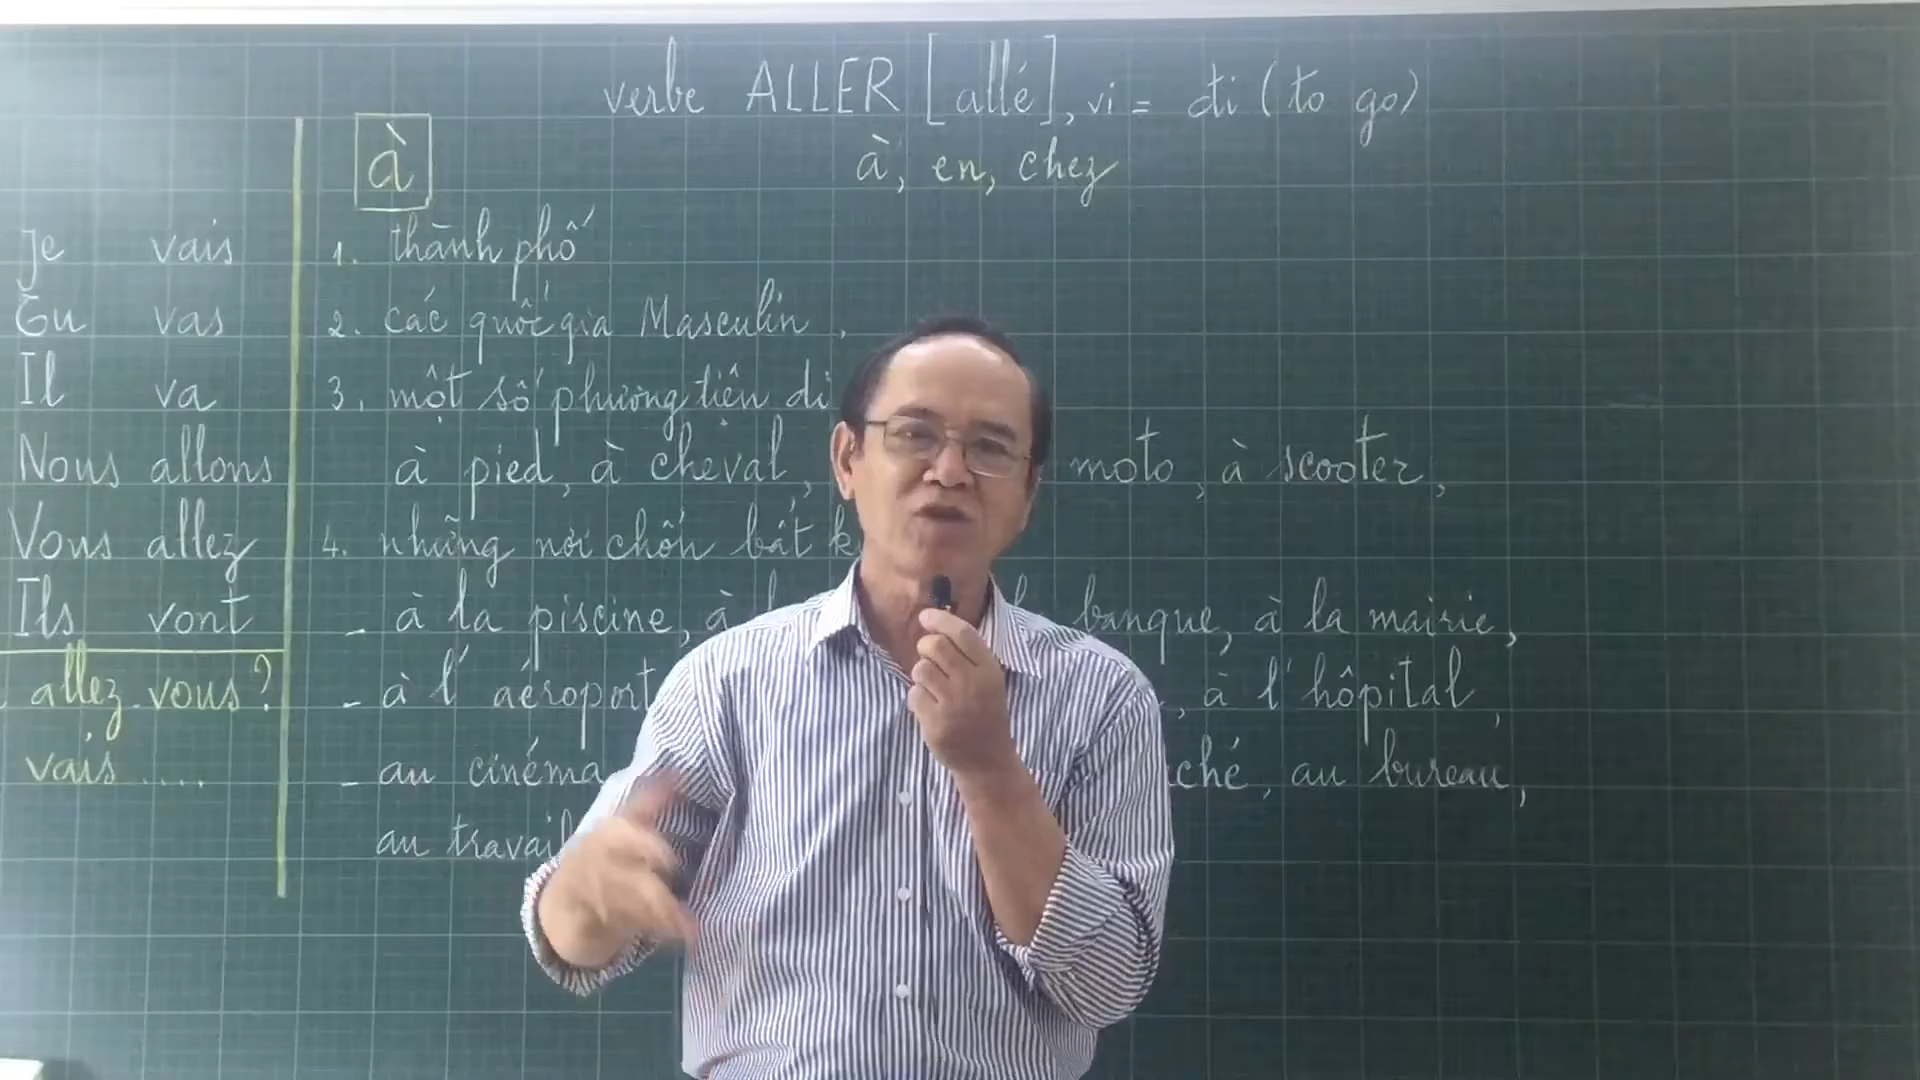 verbe ALLER [allé], vi = đi (to go)
à, en, chez
à
Je vais
Tu vas
Il va
Nous allons
Vous allez
Ils vont
allez-vous?
vais ....
1. thành phố
2. các quốc gia Masculin.
3. một số phương tiện di
à pied, à cheval, moto, à scooter,
4. những nơi chốn bất
- à la piscine, à banque, à la mairie,
- à l'aéroport , à l'hôpital,
- au cinéma au bureau,
au travail